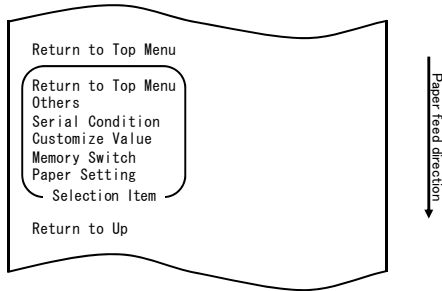 Return to Top Menu
Return to Top Menu
Others
Serial Condition
Customize Value
Memory Switch
Paper Setting
Selection Item
Return to Up
Paper feed direction